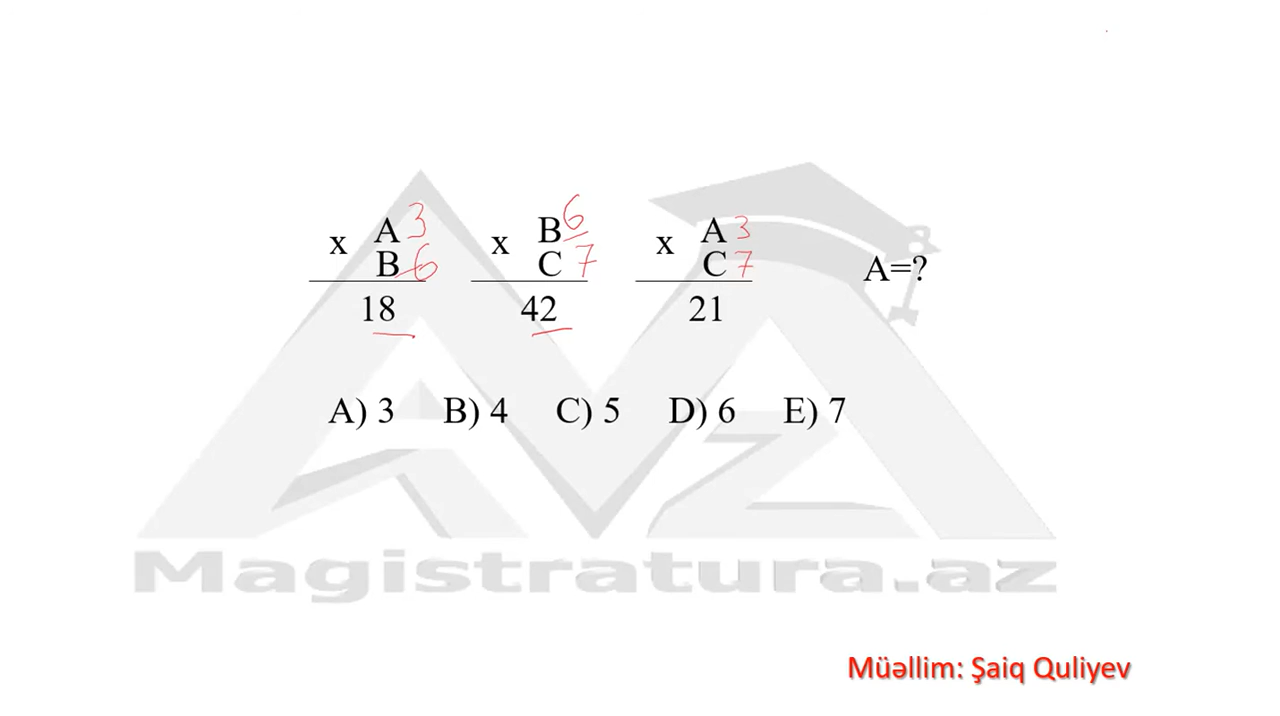 x A 3 x B 6 x A 3 A=?
B 6 C 7 C 7
18 42 21
A) 3 B) 4 C) 5 D) 6 E) 7
Magistratura.az
Müəllim: Şaiq Quliyev